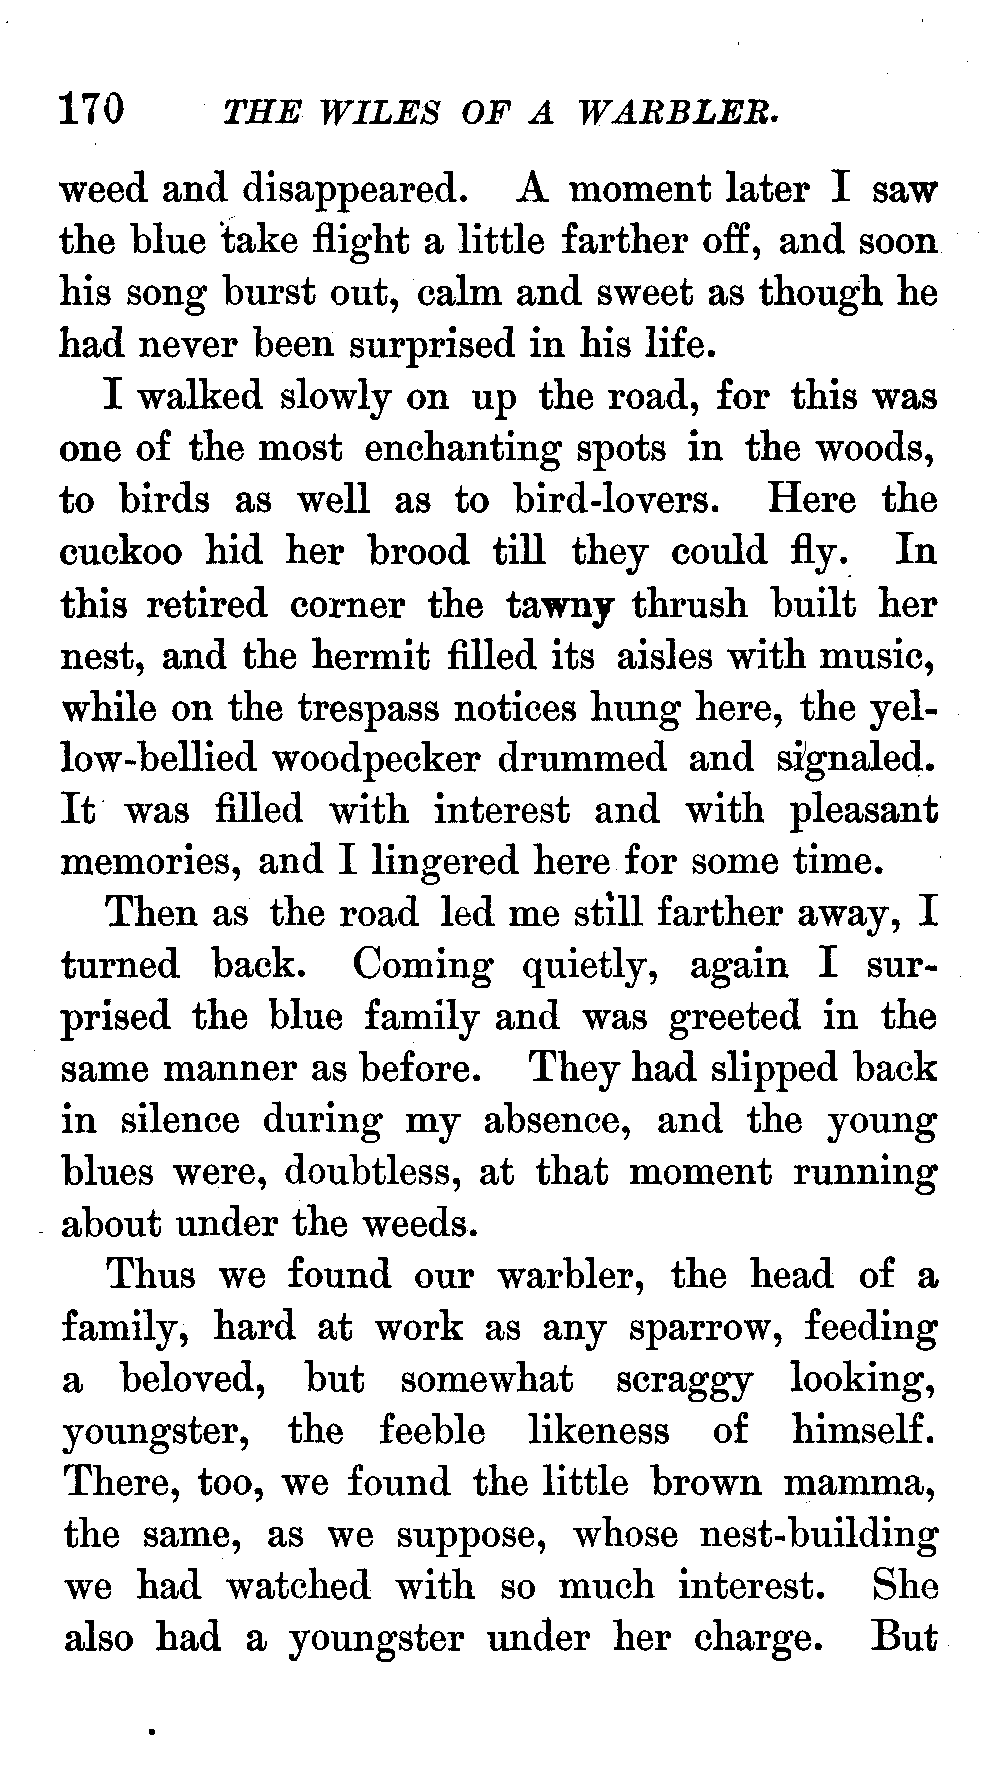 170 THE WILES OF A WARBLER.
weed and disappeared. A moment later I saw
the blue take flight a little farther off, and soon
his song burst out, calm and sweet as though he
had never been surprised in his life.
I walked slowly on up the road, for this was
one of the most enchanting spots in the woods,
to birds as well as to bird-lovers. Here the
cuckoo hid her brood till they could fly. In
this retired corner the tawny thrush built her
nest, and the hermit filled its aisles with music,
while on the trespass notices hung here, the yel-
low-bellied woodpecker drummed and signaled.
It was filled with interest and with pleasant
memories, and I lingered here for some time.
Then as the road led me still farther away, I
turned back. Coming quietly, again I sur-
prised the blue family and was greeted in the
same manner as before. They had slipped back
in silence during my absence, and the young
blues were, doubtless, at that moment running
about under the weeds.
Thus we found our warbler, the head of a
family, hard at work as any sparrow, feeding
a beloved, but somewhat scraggy looking,
youngster, the feeble likeness of himself.
There, too, we found the little brown mamma,
the same, as we suppose, whose nest-building
we had watched with so much interest. She
also had a youngster under her charge. But